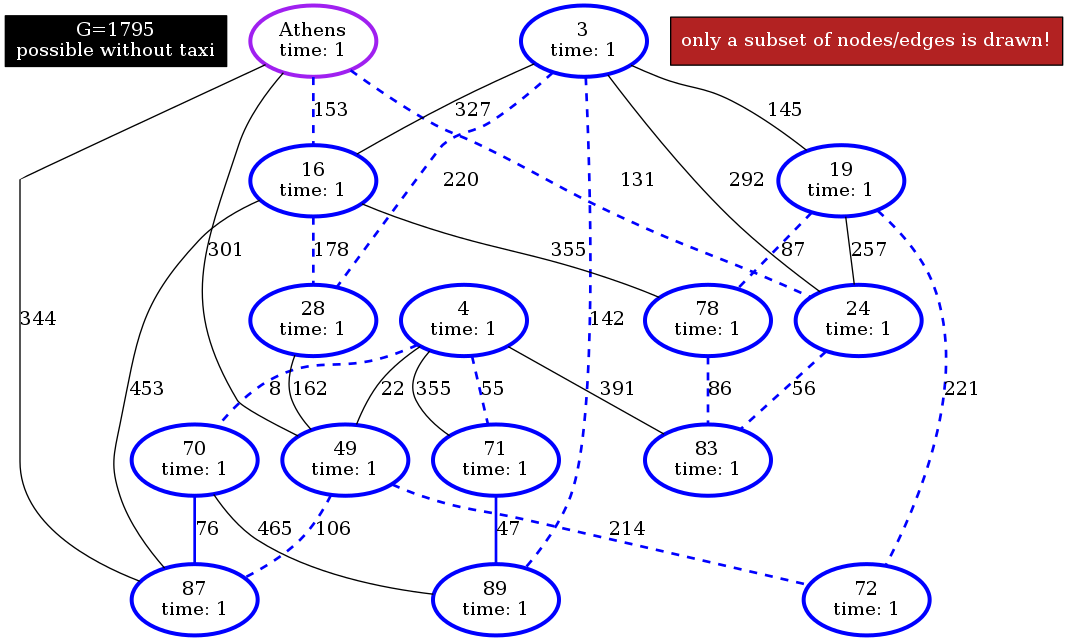 G=1795
possible without taxi
Athens
time: 1
3
time: 1
only a subset of nodes/edges is drawn!
153
327
145
16
time: 1
220
131
292
19
time: 1
301
178
355
87
257
344
28
time: 1
4
time: 1
142
78
time: 1
24
time: 1
453
8
162
22
355
55
391
86
56
221
70
time: 1
49
time: 1
71
time: 1
83
time: 1
76
465
106
47
214
87
time: 1
89
time: 1
72
time: 1